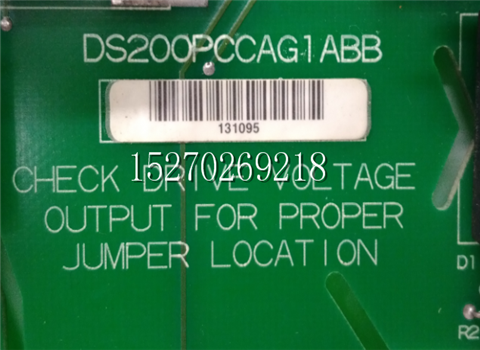 DS200PCCAG1ABB
131095
15270269218
CHECK DRIVE VOLTAGE
OUTPUT FOR PROPER
JUMPER LOCATION
D1
R2